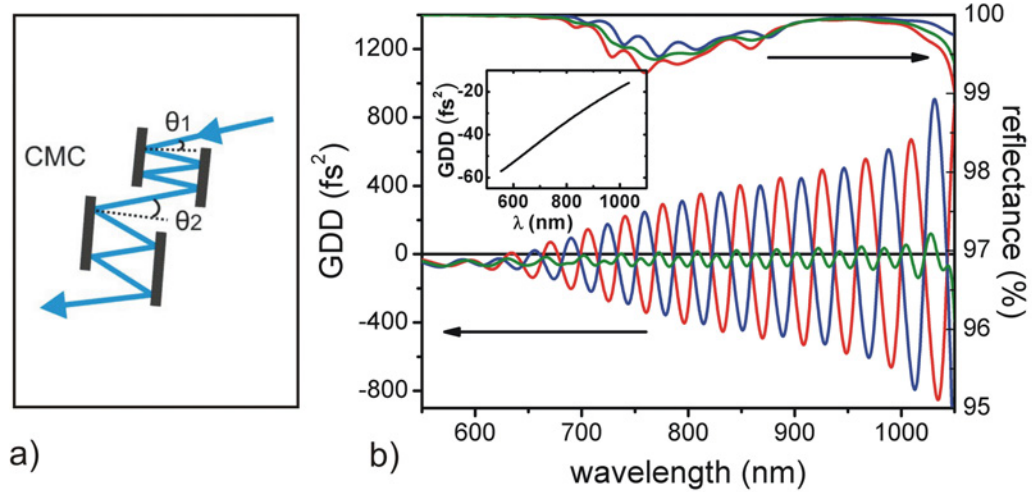 CMC
θ1
θ2
a)
1400
1200
800
400
0
-400
-800
GDD (fs²)
600
700
800
900
1000
wavelength (nm)
100
99
98
97
96
95
reflectance (%)
-20
-40
-60
GDD (fs²)
600
800
1000
λ (nm)
b)